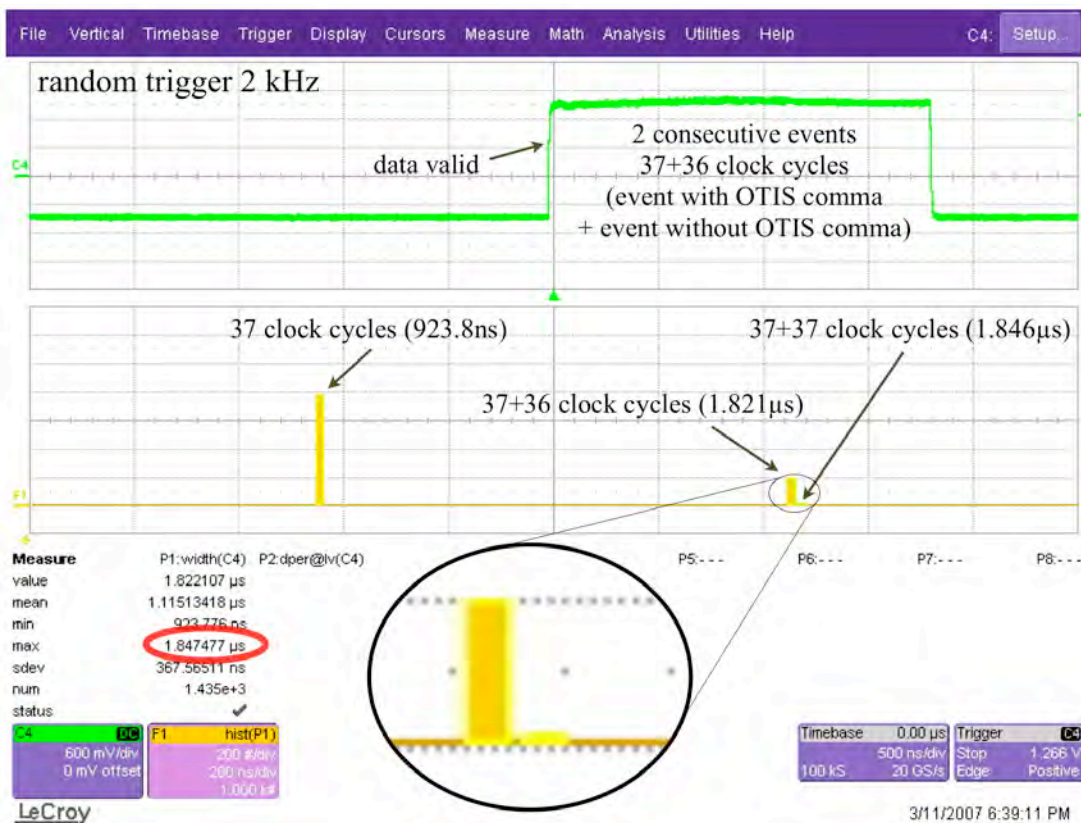 File Vertical Timebase Trigger Display Cursors Measure Math Analysis Utilities Help C4: Setup...
random trigger 2 kHz
data valid
2 consecutive events
37+36 clock cycles
(event with OTIS comma
+ event without OTIS comma)
C4
37 clock cycles (923.8ns)
37+37 clock cycles (1.846µs)
37+36 clock cycles (1.821µs)
F1
Measure P1:width(C4) P2:dper@lv(C4) P5:--- P6:--- P7:--- P8:---
value 1.822107 µs
mean 1.11513418 µs
min 923.776 ns
max 1.847477 µs
sdev 367.56511 ns
num 1.435e+3
status ✓
C4 DC
600 mV/div
0 mV offset
F1 hist(P1)
200 #/div
200 ns/div
1.000 k#
Timebase 0.00 µs
500 ns/div
100 kS 20 GS/s
Trigger C4
Stop 1.266 V
Edge Positive
LeCroy
3/11/2007 6:39:11 PM